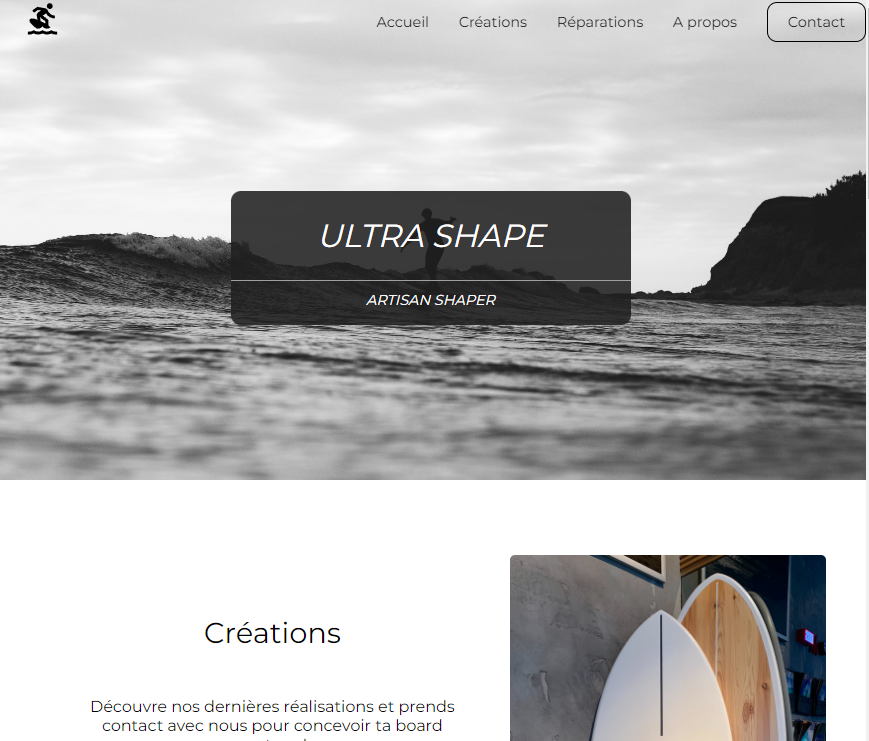 Accueil Créations Réparations A propos Contact
ULTRA SHAPE
ARTISAN SHAPER
Créations
Découvre nos dernières réalisations et prends
contact avec nous pour concevoir ta board